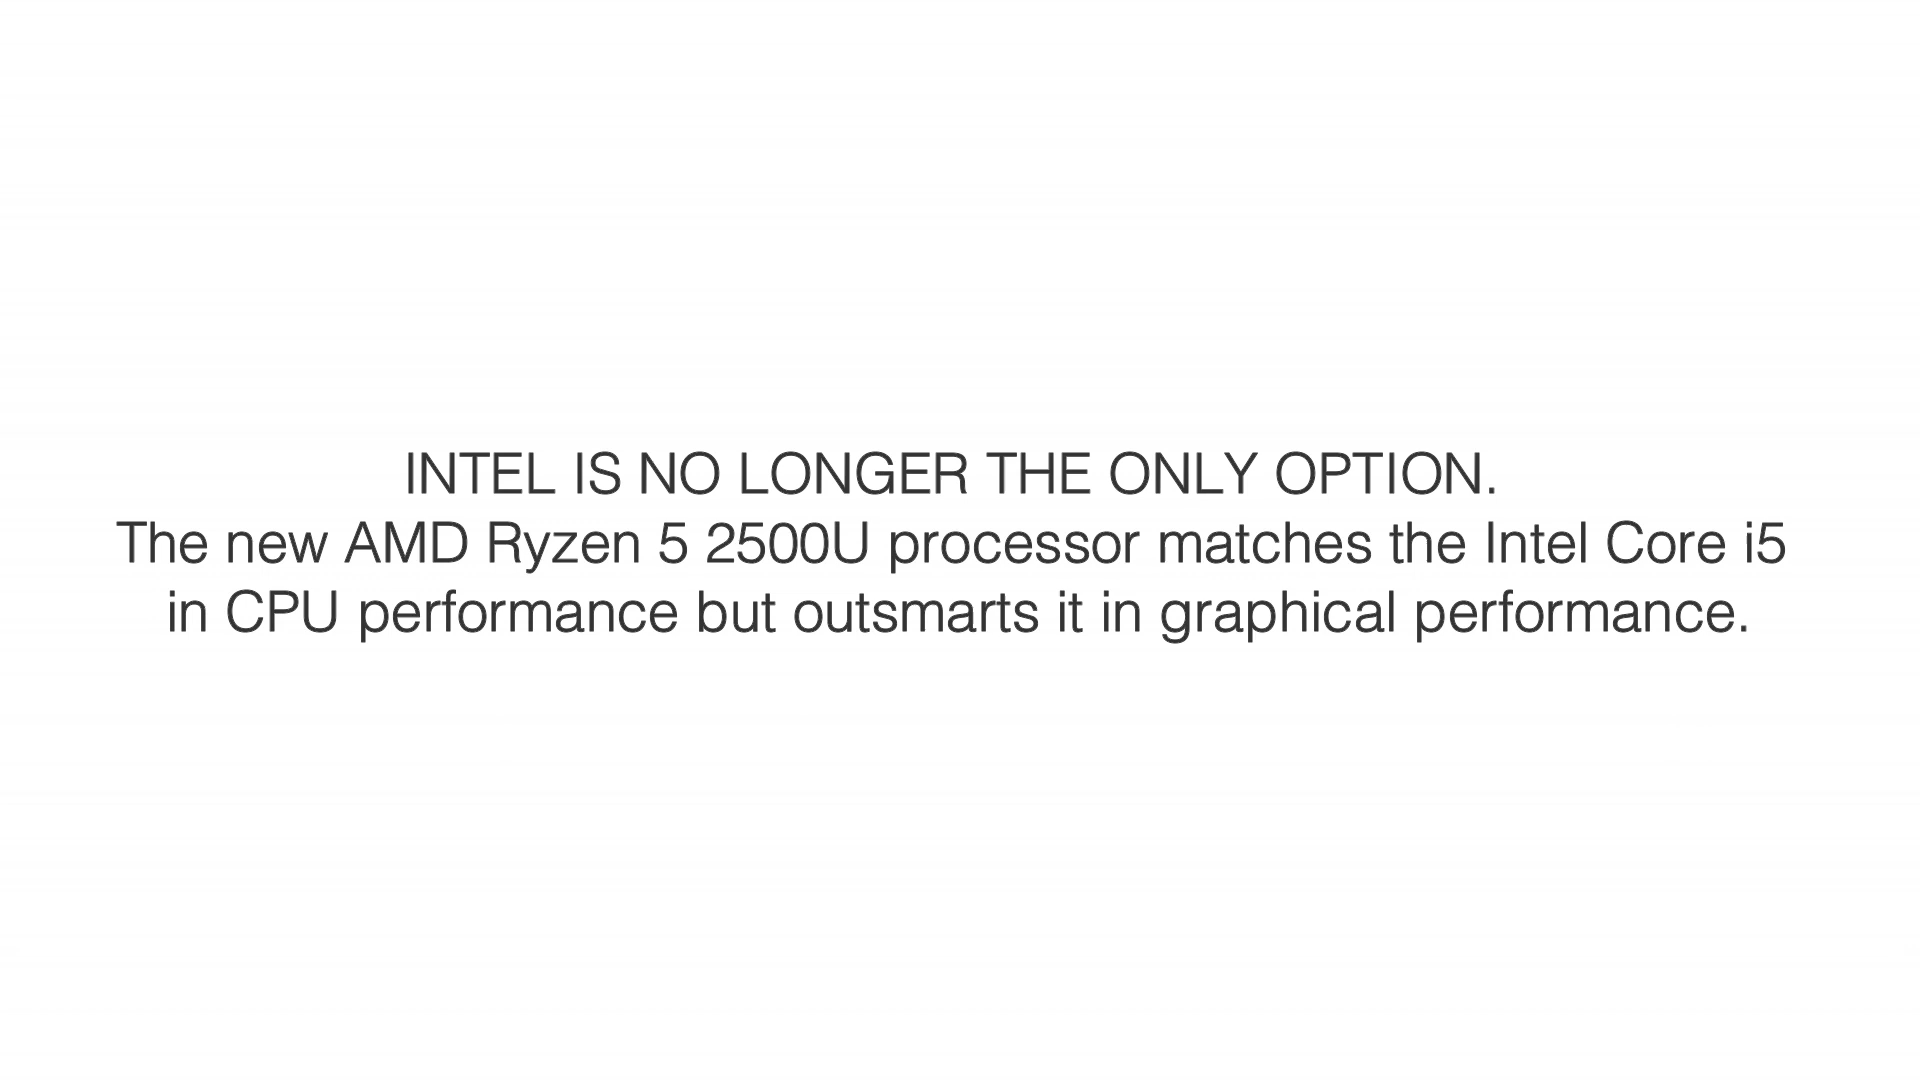 INTEL IS NO LONGER THE ONLY OPTION.
The new AMD Ryzen 5 2500U processor matches the Intel Core i5
in CPU performance but outsmarts it in graphical performance.